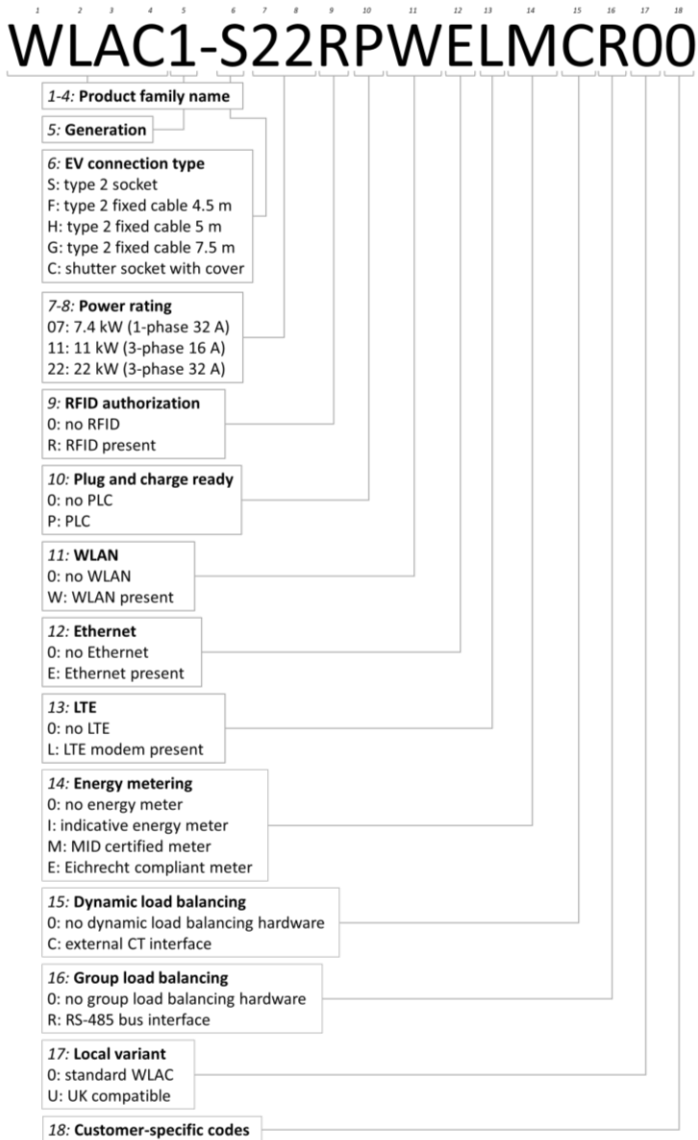 1 2 3 4 5 6 7 8 9 10 11 12 13 14 15 16 17 18
WLAC1-S22RPWELMCR00
1-4: Product family name
5: Generation
6: EV connection type
S: type 2 socket
F: type 2 fixed cable 4.5 m
H: type 2 fixed cable 5 m
G: type 2 fixed cable 7.5 m
C: shutter socket with cover
7-8: Power rating
07: 7.4 kW (1-phase 32 A)
11: 11 kW (3-phase 16 A)
22: 22 kW (3-phase 32 A)
9: RFID authorization
0: no RFID
R: RFID present
10: Plug and charge ready
0: no PLC
P: PLC
11: WLAN
0: no WLAN
W: WLAN present
12: Ethernet
0: no Ethernet
E: Ethernet present
13: LTE
0: no LTE
L: LTE modem present
14: Energy metering
0: no energy meter
I: indicative energy meter
M: MID certified meter
E: Eichrecht compliant meter
15: Dynamic load balancing
0: no dynamic load balancing hardware
C: external CT interface
16: Group load balancing
0: no group load balancing hardware
R: RS-485 bus interface
17: Local variant
0: standard WLAC
U: UK compatible
18: Customer-specific codes